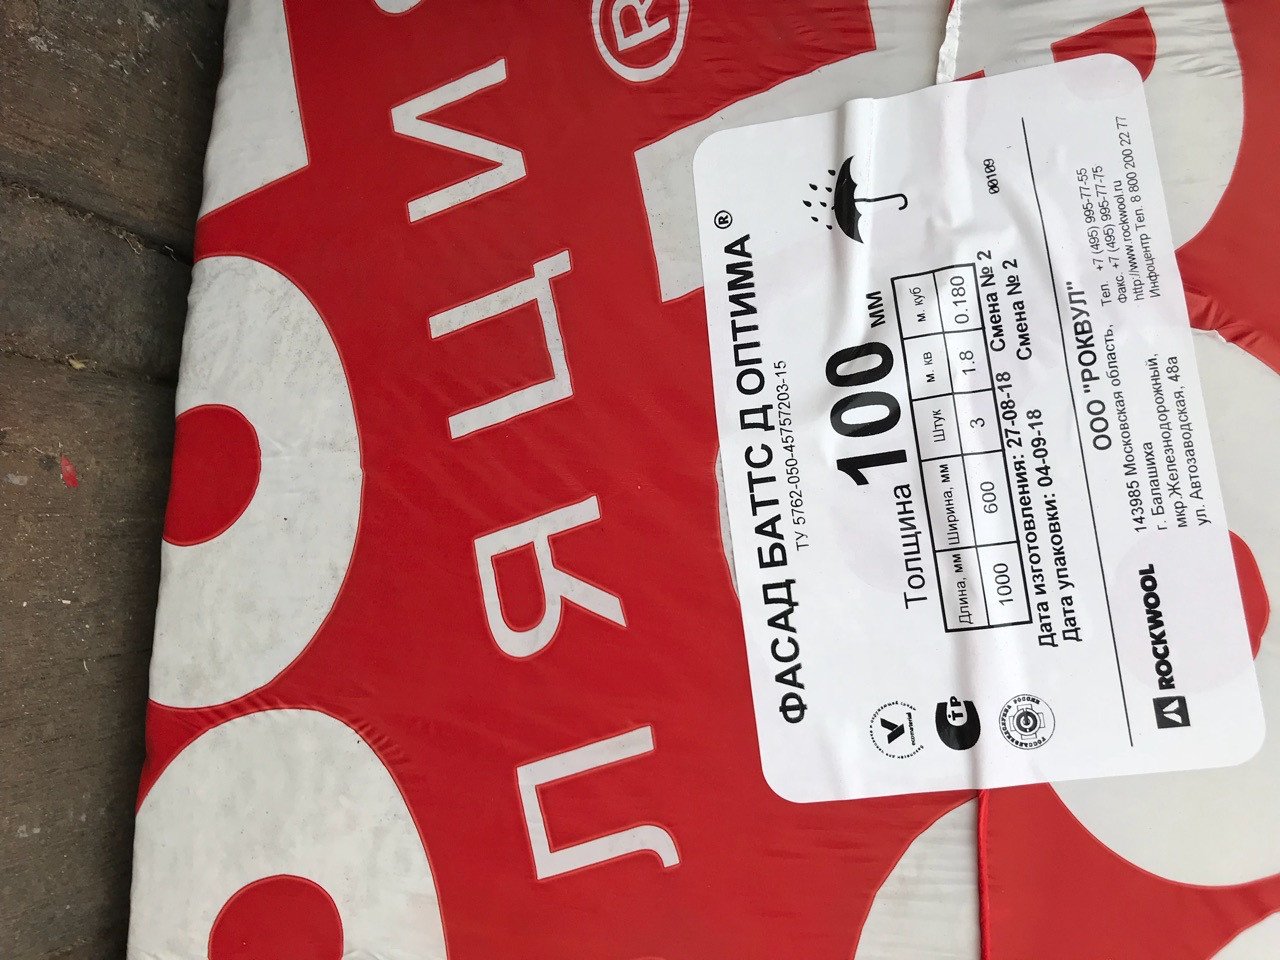 ЛЯЦИ
®
ФАСАД БАТТС Д ОПТИМА®
ТУ 5762-050-45757203-15
Толщина 100 мм
Длина, мм Ширина, мм Штук м. кв м. куб
1000 600 3 1.8 0.180
00109
Дата изготовления: 27-08-18 Смена № 2
Дата упаковки: 04-09-18 Смена № 2
ООО "РОКВУЛ"
ROCKWOOL
143985 Московская область,
г. Балашиха
мкр.Железнодорожный,
ул. Автозаводская, 48а
Тел. +7 (495) 995-77-55
Факс. +7 (495) 995-77-75
http://www.rockwool.ru
Инфоцентр Тел. 8 800 200 22 77